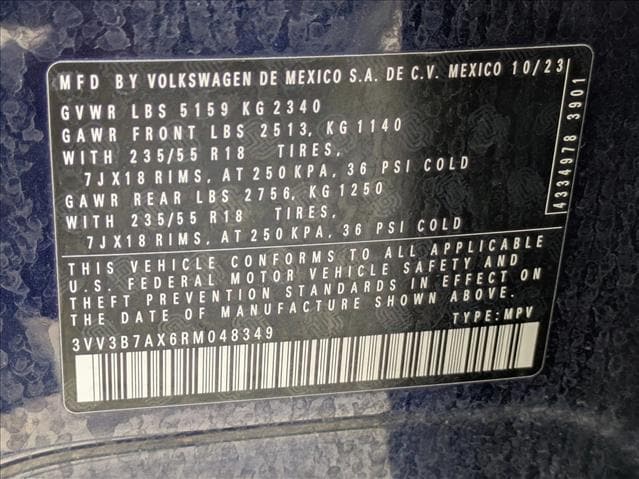 MFD BY VOLKSWAGEN DE MEXICO S.A. DE C.V. MEXICO 10/23
GVWR LBS 5159 KG 2340
GAWR FRONT LBS 2513, KG 1140
WITH 235/55 R18 TIRES,
7JX18 RIMS, AT 250 KPA, 36 PSI COLD
GAWR REAR LBS 2756, KG 1250
WITH 235/55 R18 TIRES,
7JX18 RIMS, AT 250 KPA, 36 PSI COLD
4334978 3901
THIS VEHICLE CONFORMS TO ALL APPLICABLE
U.S. FEDERAL MOTOR VEHICLE SAFETY AND
THEFT PREVENTION STANDARDS IN EFFECT ON
THE DATE OF MANUFACTURE SHOWN ABOVE.
3VV3B7AX6RM048349 TYPE: MPV